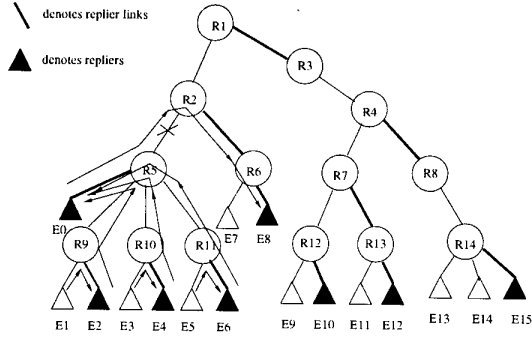 denotes replier links
denotes repliers
R1
R3
R2
R4
R5
R6
R7
R8
E0
E7
E8
R9
R10
R11
R12
R13
R14
E1
E2
E3
E4
E5
E6
E9
E10
E11
E12
E13
E14
E15